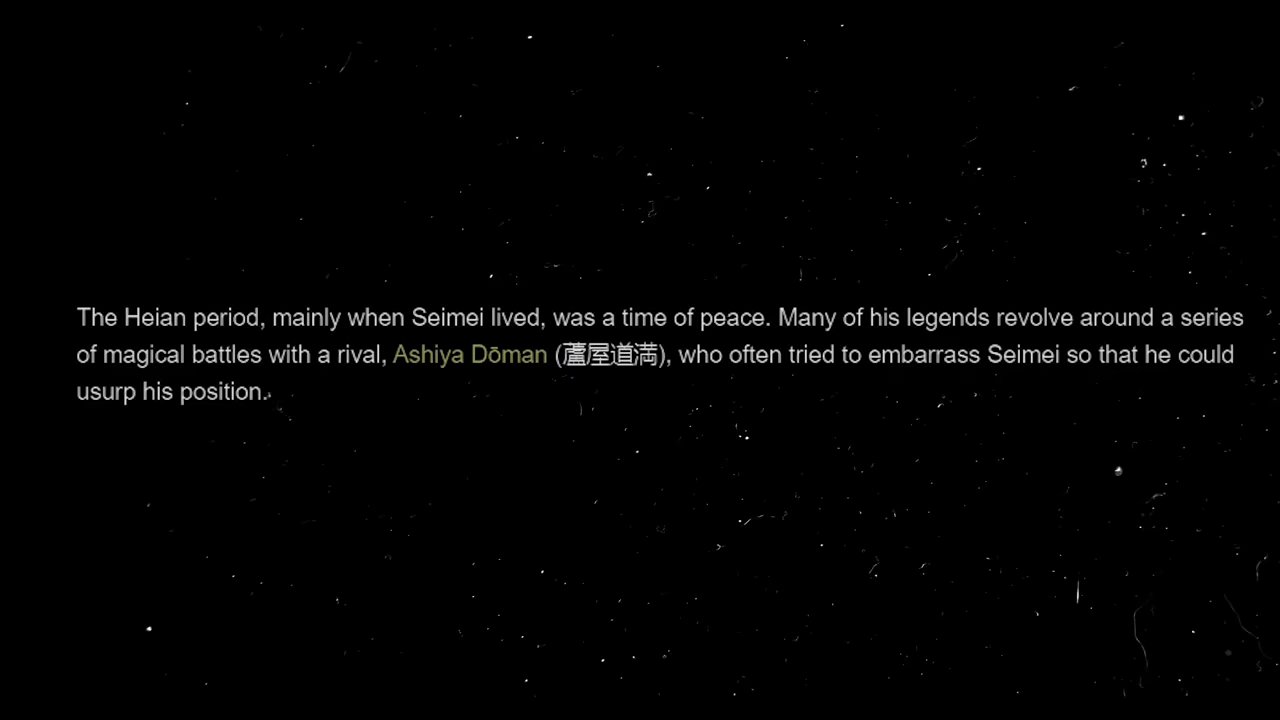 The Heian period, mainly when Seimei lived, was a time of peace. Many of his legends revolve around a series
of magical battles with a rival, Ashiya Dōman (蘆屋道満), who often tried to embarrass Seimei so that he could
usurp his position.